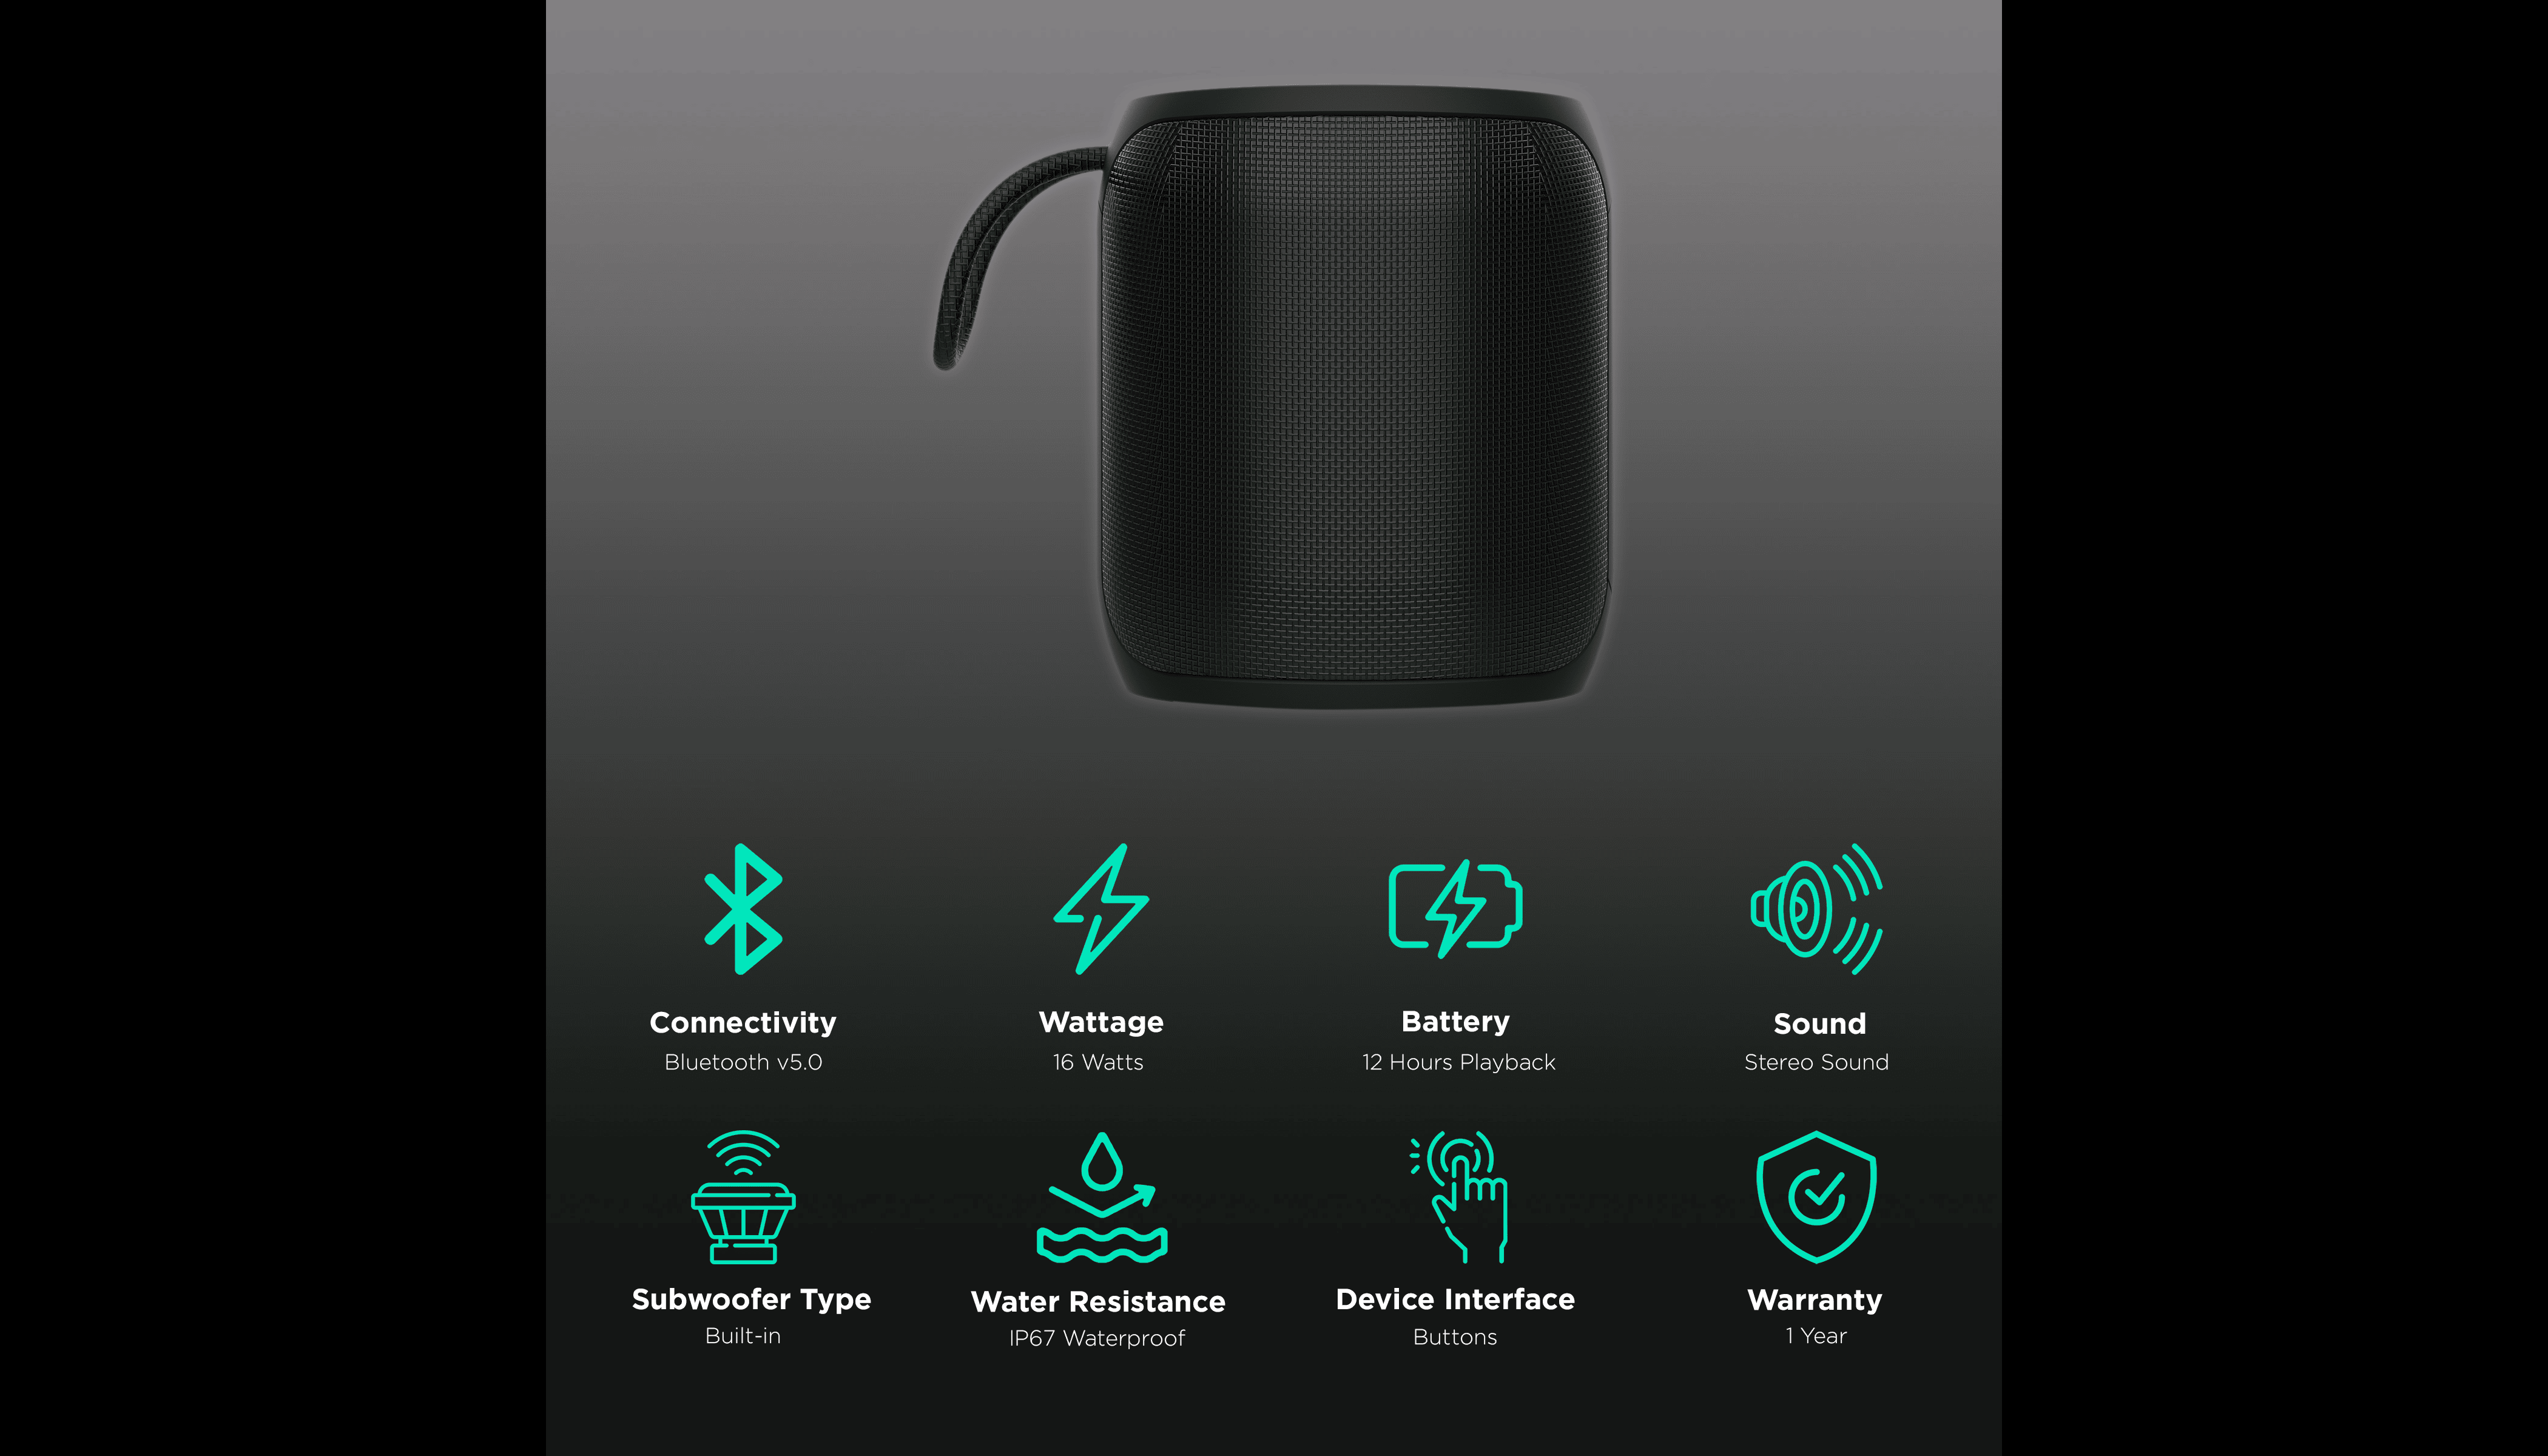 Connectivity
Bluetooth v5.0
Wattage
16 Watts
Battery
12 Hours Playback
Sound
Stereo Sound
Subwoofer Type
Built-in
Water Resistance
IP67 Waterproof
Device Interface
Buttons
Warranty
1 Year